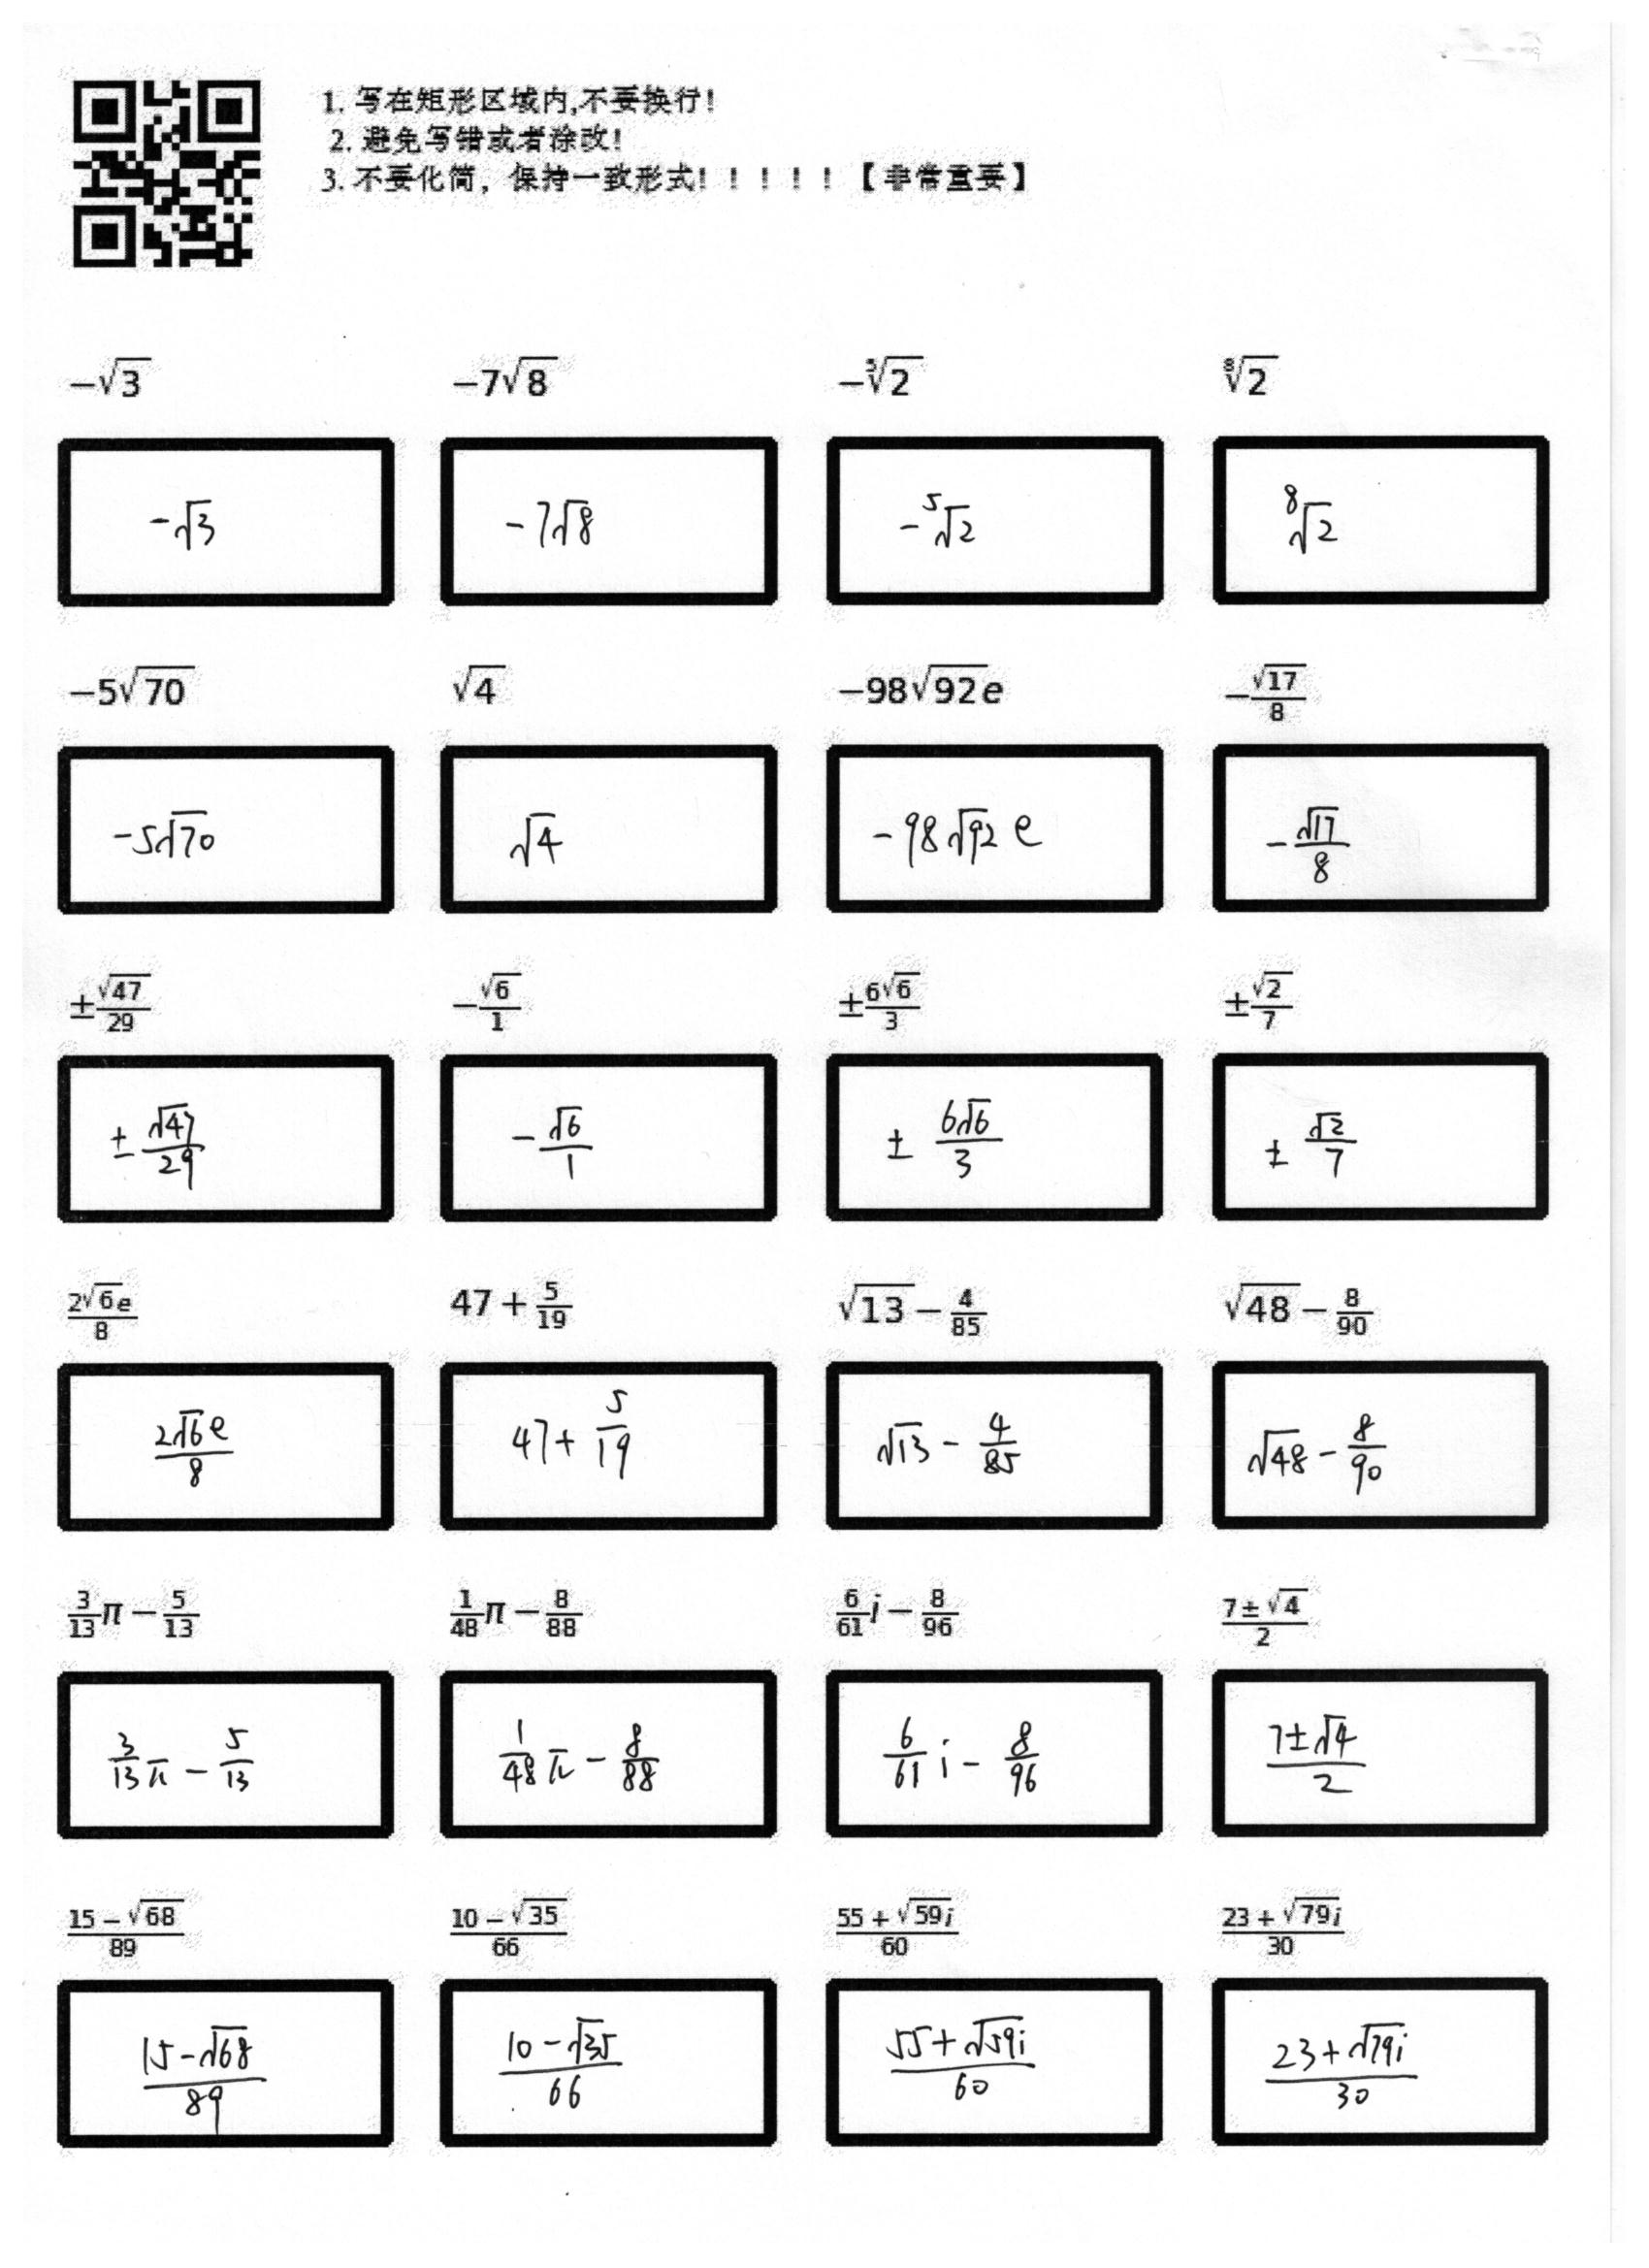 1. 写在矩形区域内,不要换行!
2. 避免写错或者涂改!
3. 不要化简，保持一致形式!！！！！【非常重要】
$-\sqrt{3}$ $-7\sqrt{8}$ $-\sqrt[5]{2}$ $\sqrt[8]{2}$
$-\sqrt{3}$ $-7\sqrt{8}$ $-\sqrt[5]{2}$ $\sqrt[8]{2}$
$-5\sqrt{70}$ $\sqrt{4}$ $-98\sqrt{92}e$ $-\frac{\sqrt{17}}{8}$
$-5\sqrt{70}$ $\sqrt{4}$ $-98\sqrt{92}e$ $-\frac{\sqrt{17}}{8}$
$\pm\frac{\sqrt{47}}{29}$ $-\frac{\sqrt{6}}{1}$ $\pm\frac{6\sqrt{6}}{3}$ $\pm\frac{\sqrt{2}}{7}$
$\pm\frac{\sqrt{47}}{29}$ $-\frac{\sqrt{6}}{1}$ $\pm\frac{6\sqrt{6}}{3}$ $\pm\frac{\sqrt{2}}{7}$
$\frac{2\sqrt{6}e}{8}$ $47+\frac{5}{19}$ $\sqrt{13}-\frac{4}{85}$ $\sqrt{48}-\frac{8}{90}$
$\frac{2\sqrt{6}e}{8}$ $47+\frac{5}{19}$ $\sqrt{13}-\frac{4}{85}$ $\sqrt{48}-\frac{8}{90}$
$\frac{3}{13}\pi-\frac{5}{13}$ $\frac{1}{48}\pi-\frac{8}{88}$ $\frac{6}{61}i-\frac{8}{96}$ $\frac{7\pm\sqrt{4}}{2}$
$\frac{3}{13}\pi-\frac{5}{13}$ $\frac{1}{48}\pi-\frac{8}{88}$ $\frac{6}{61}i-\frac{8}{96}$ $\frac{7\pm\sqrt{4}}{2}$
$\frac{15-\sqrt{68}}{89}$ $\frac{10-\sqrt{35}}{66}$ $\frac{55+\sqrt{59}i}{60}$ $\frac{23+\sqrt{79}i}{30}$
$\frac{15-\sqrt{68}}{89}$ $\frac{10-\sqrt{35}}{66}$ $\frac{55+\sqrt{59i}}{60}$ $\frac{23+\sqrt{79i}}{30}$